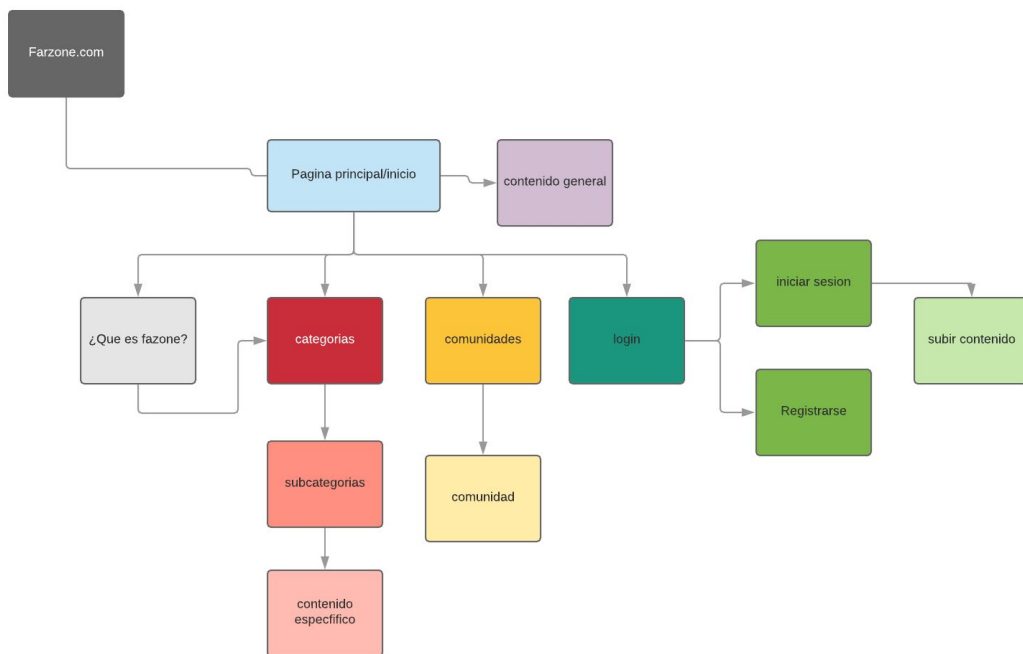 Farzone.com
Pagina principal/inicio
contenido general
¿Que es fazone?
categorias
comunidades
login
iniciar sesion
subir contenido
Registrarse
subcategorias
comunidad
contenido
especfifico